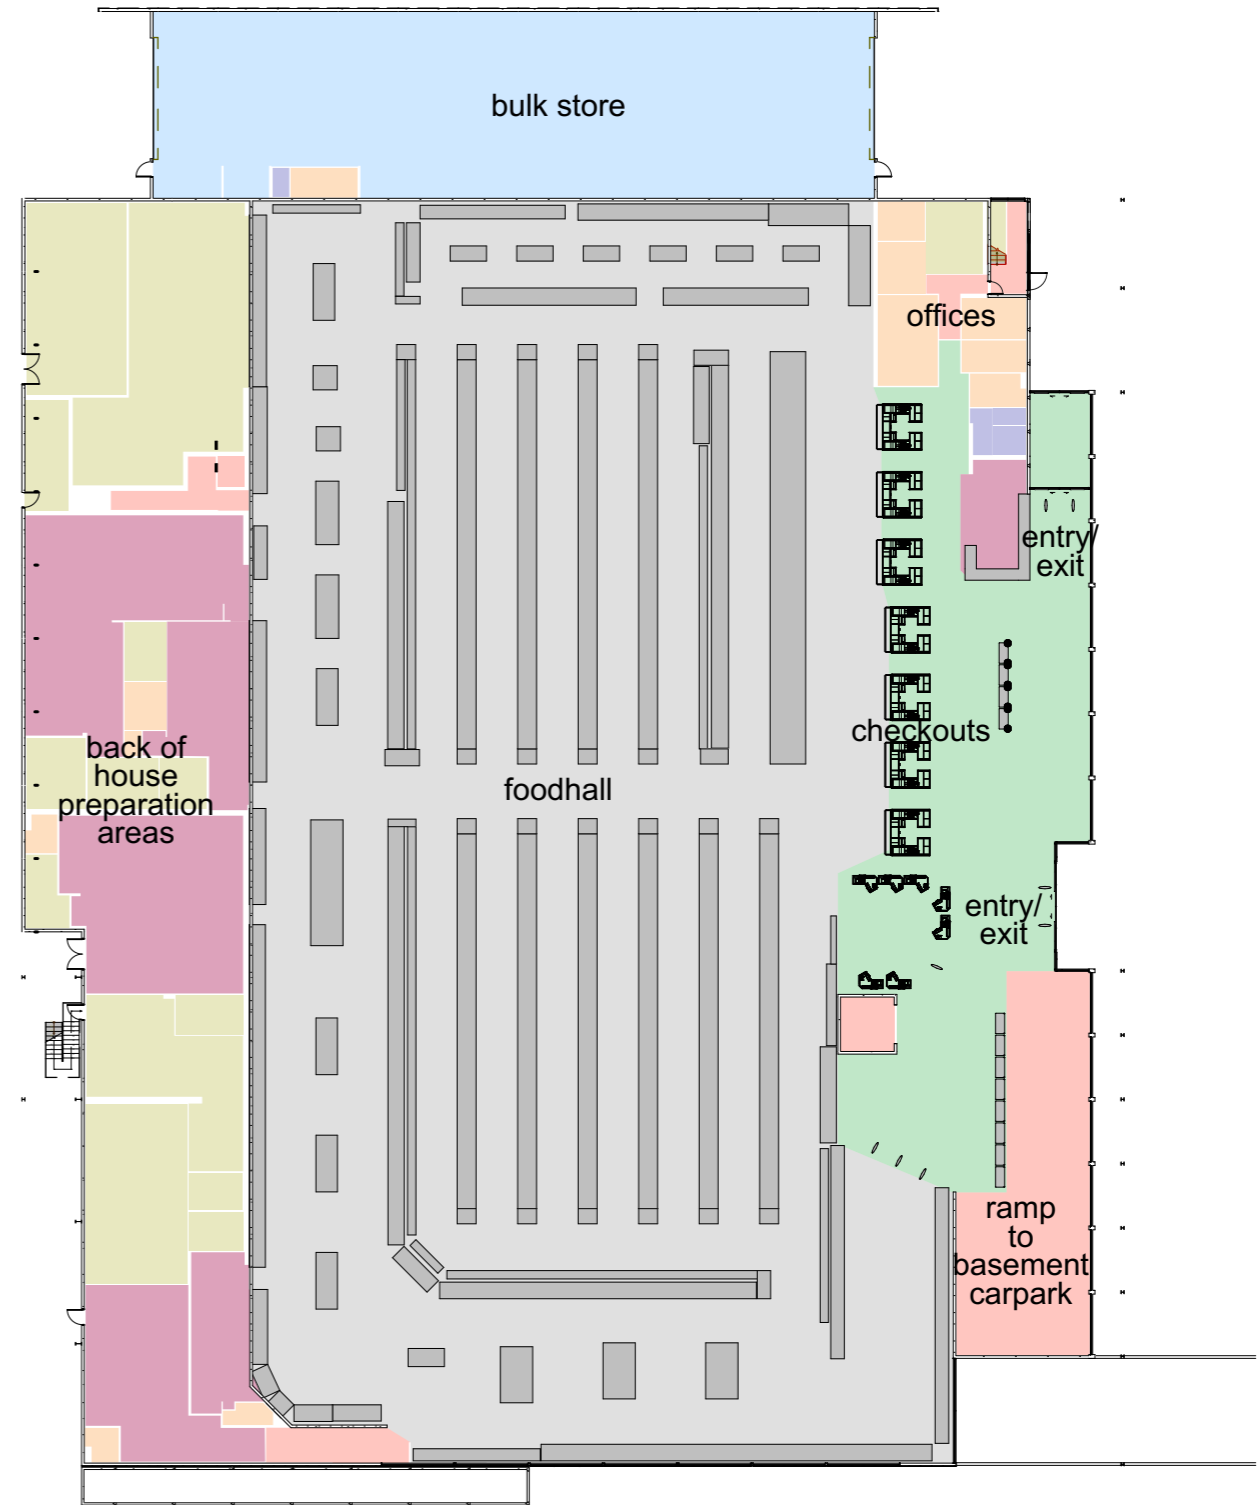 bulk store
offices
entry/
exit
checkouts
back of
house
preparation
areas
foodhall
entry/
exit
ramp
to
basement
carpark